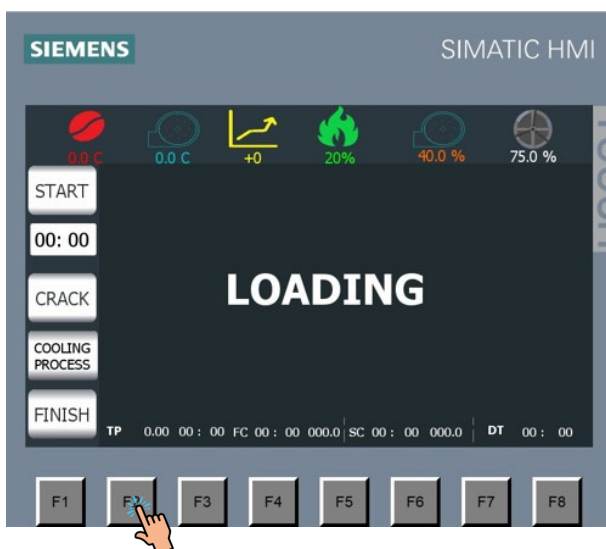 SIEMENS
SIMATIC HMI
0.0 C 0.0 C +0 20% 40.0 % 75.0 %
START
00: 00
LOADING
CRACK
COOLING
PROCESS
FINISH
TP 0.00 00 : 00 FC 00 : 00 000.0 SC 00 : 00 000.0 DT 00 : 00
F1 F2 F3 F4 F5 F6 F7 F8